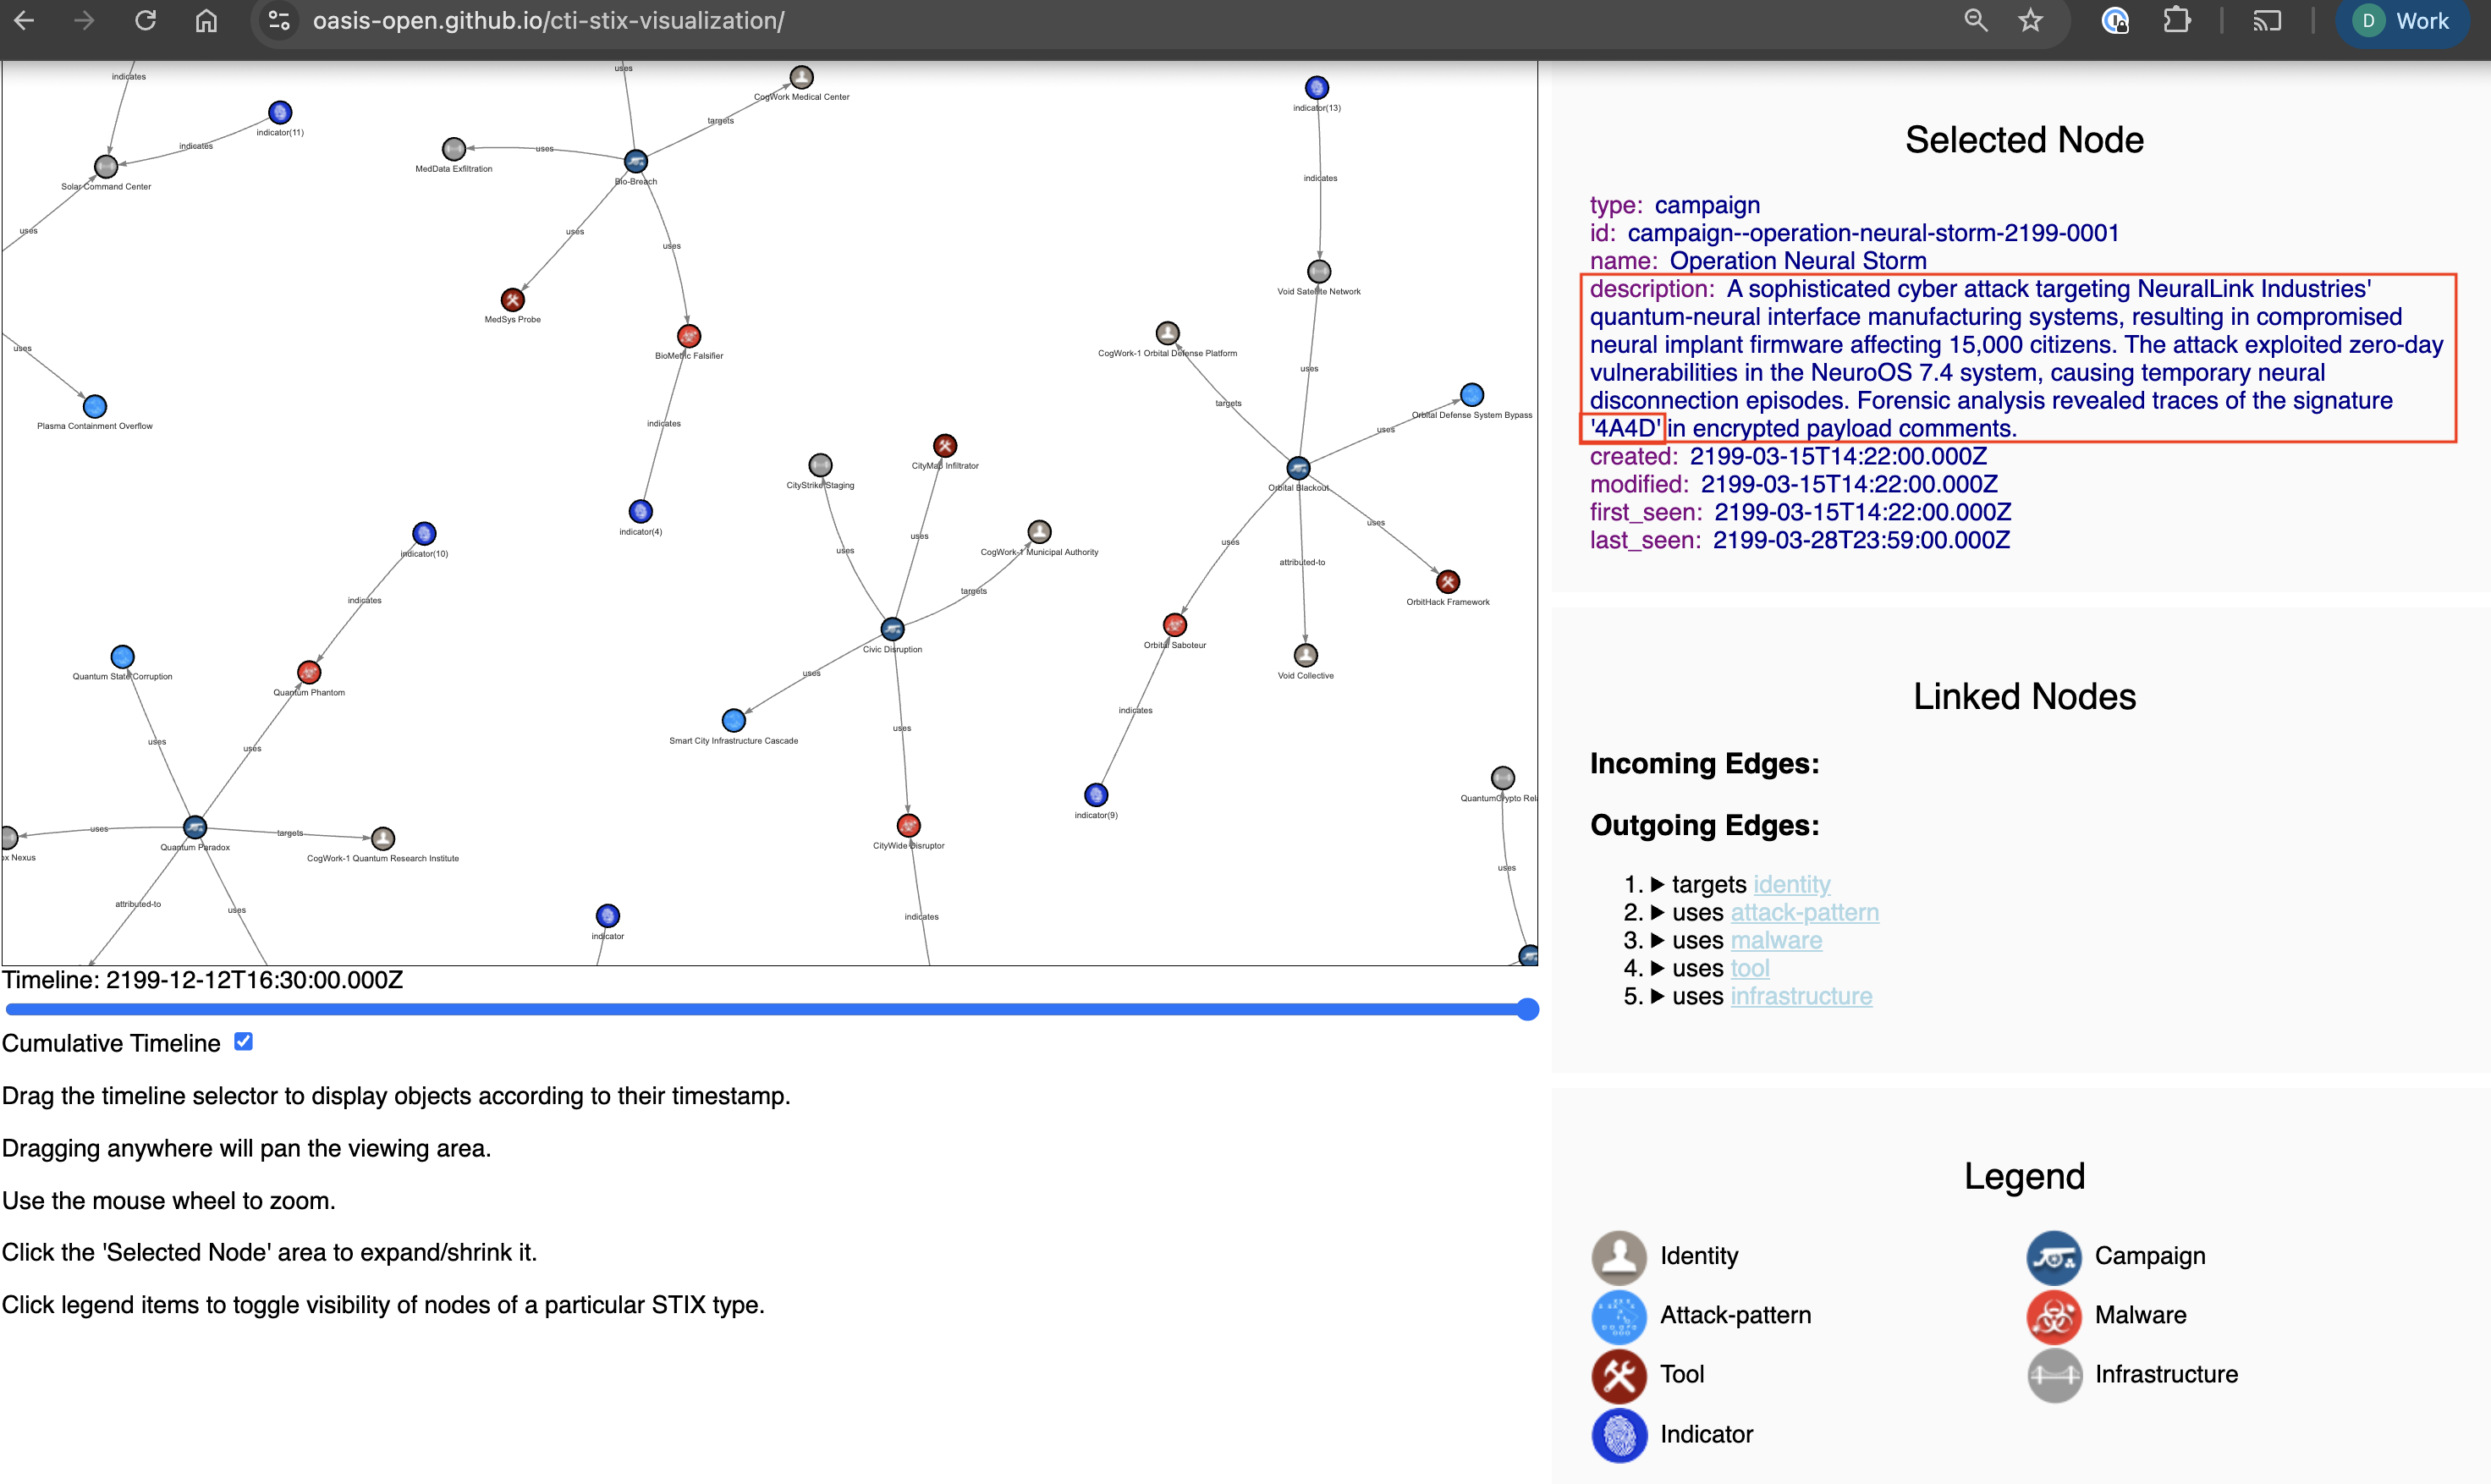 oasis-open.github.io/cti-stix-visualization/
D Work
indicates
uses
CogWork Medical Center
indicator(13)
indicator(11)
indicates
targets
MedData Exfiltration
uses
Bio-Breach
indicates
Solar Command Center
uses
uses
uses
Void Satellite Network
MedSys Probe
uses
BioMetric Falsifier
CogWork-1 Orbital Defense Platform
uses
targets
Orbital Defense System Bypass
Plasma Containment Overflow
indicates
uses
CityMap Infiltrator
CityStrike Staging
Orbital Blackout
indicator(4)
uses
indicator(10)
uses
uses
CogWork-1 Municipal Authority
uses
attributed-to
targets
indicates
OrbitHack Framework
Orbital Saboteur
Civic Disruption
Quantum State Corruption
uses
Void Collective
Quantum Phantom
indicates
uses
uses
uses
Smart City Infrastructure Cascade
uses
QuantumCrypto Rel
indicator(9)
uses
targets
Quantum Paradox
CityWide Disruptor
ox Nexus
CogWork-1 Quantum Research Institute
uses
attributed-to
uses
indicates
indicator
Timeline: 2199-12-12T16:30:00.000Z
Cumulative Timeline
Drag the timeline selector to display objects according to their timestamp.
Dragging anywhere will pan the viewing area.
Use the mouse wheel to zoom.
Click the 'Selected Node' area to expand/shrink it.
Click legend items to toggle visibility of nodes of a particular STIX type.
Selected Node
type: campaign
id: campaign--operation-neural-storm-2199-0001
name: Operation Neural Storm
description: A sophisticated cyber attack targeting NeuralLink Industries'
quantum-neural interface manufacturing systems, resulting in compromised
neural implant firmware affecting 15,000 citizens. The attack exploited zero-day
vulnerabilities in the NeuroOS 7.4 system, causing temporary neural
disconnection episodes. Forensic analysis revealed traces of the signature
'4A4D' in encrypted payload comments.
created: 2199-03-15T14:22:00.000Z
modified: 2199-03-15T14:22:00.000Z
first_seen: 2199-03-15T14:22:00.000Z
last_seen: 2199-03-28T23:59:00.000Z
Linked Nodes
Incoming Edges:
Outgoing Edges:
1. ▶ targets identity
2. ▶ uses attack-pattern
3. ▶ uses malware
4. ▶ uses tool
5. ▶ uses infrastructure
Legend
Identity
Campaign
Attack-pattern
Malware
Tool
Infrastructure
Indicator